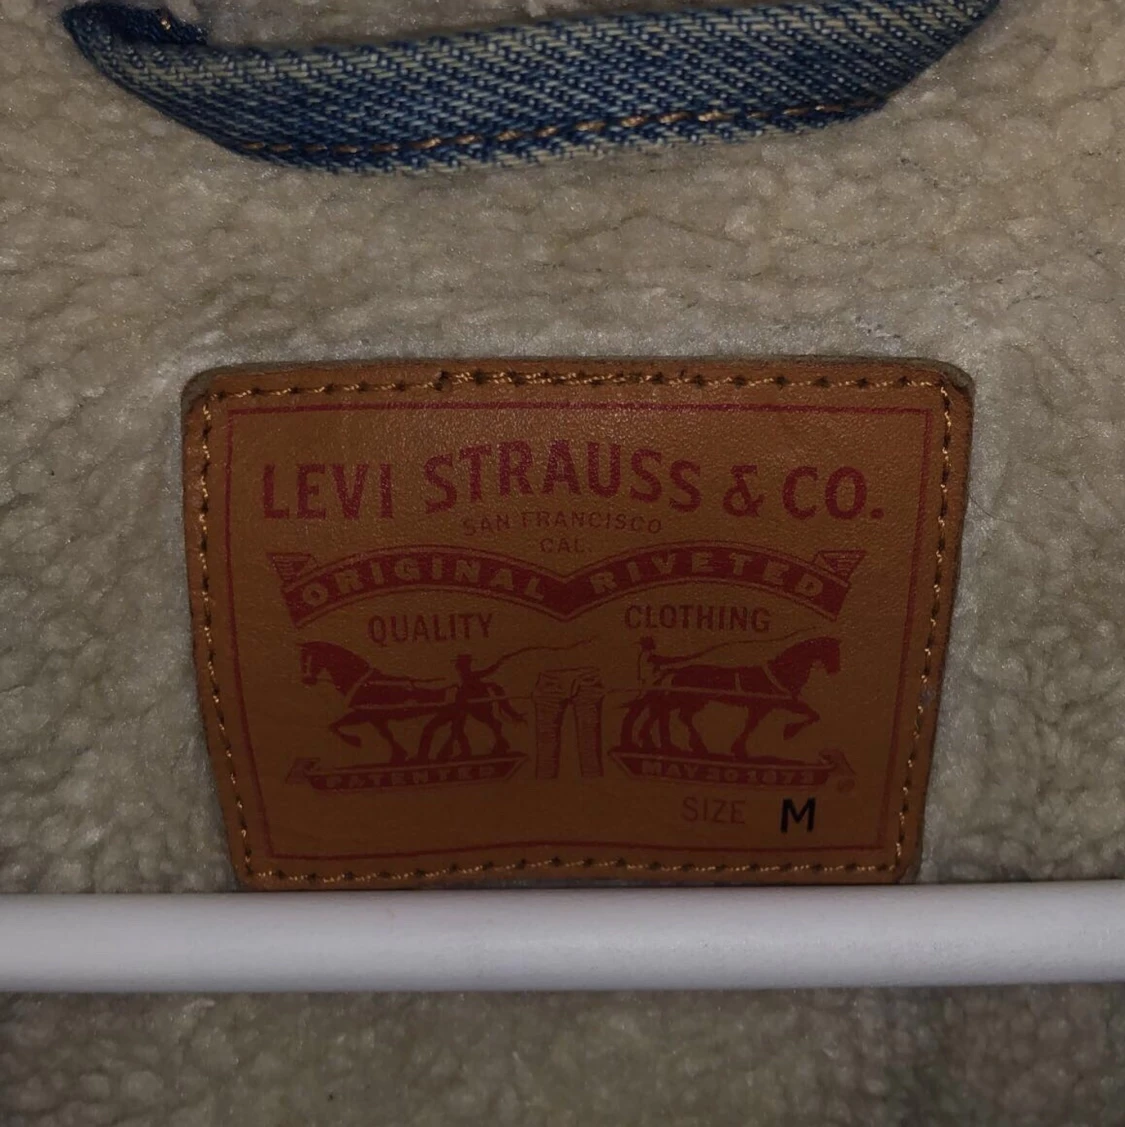 LEVI STRAUSS & CO.
SAN FRANCISCO
CAL.
ORIGINAL RIVETED
QUALITY CLOTHING
PATENTED MAY 20 1873
SIZE M